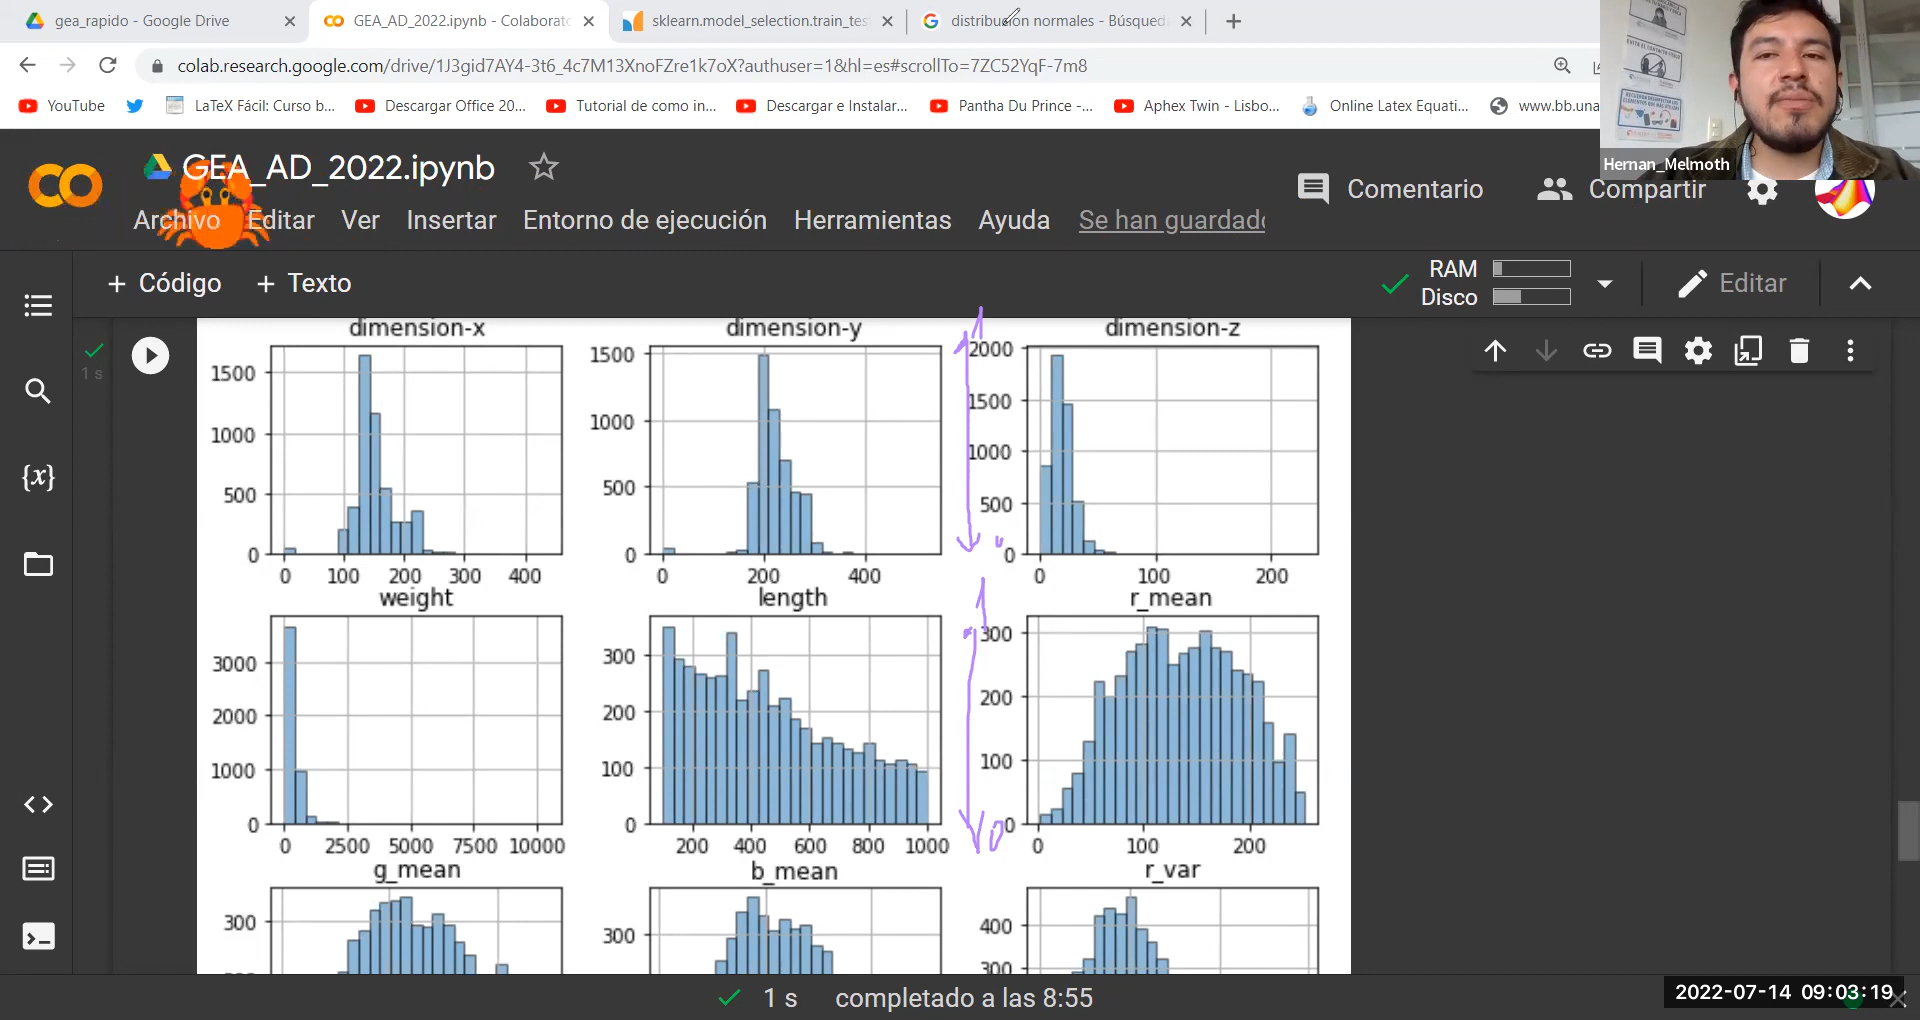 gea_rapido - Google Drive
GEA_AD_2022.ipynb - Colaborato
sklearn.model_selection.train_tes
distribución normales - Búsqued
colab.research.google.com/drive/1J3gid7AY4-3t6_4c7M13XnoFZre1k7oX?authuser=1&hl=es#scrollTo=7ZC52YqF-7m8
YouTube
LaTeX Fácil: Curso b...
Descargar Office 20...
Tutorial de como in...
Descargar e Instalar...
Pantha Du Prince -...
Aphex Twin - Lisbo...
Online Latex Equati...
www.bb.una
Hernan_Melmoth
GEA_AD_2022.ipynb
Comentario
Compartir
Archivo Editar Ver Insertar Entorno de ejecución Herramientas Ayuda Se han guardado
+ Código + Texto
RAM
Disco
Editar
1 s
{x}
dimension-x
1500
1000
500
0
0 100 200 300 400
dimension-y
1500
1000
500
0
0 200 400
1
dimension-z
2000
1500
1000
500
0
0 100 200
weight
3000
2000
1000
0
0 2500 5000 7500 10000
length
300
200
100
0
200 400 600 800 1000
1
0
r_mean
300
200
100
0
0 100 200
g_mean
300
b_mean
300
r_var
400
300
1 s completado a las 8:55
2022-07-14 09:03:19